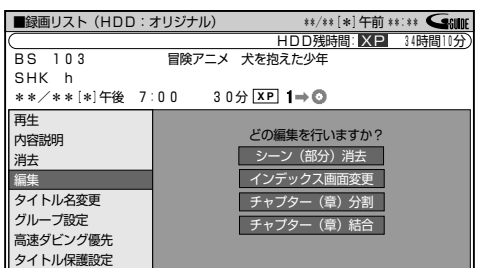 ■録画リスト（HDD：オリジナル） **/**[*]午前 **:** GGUIDE
HDD残時間：XP 34時間10分
BS 103 冒険アニメ 犬を抱えた少年
SHK h
**/**[*]午後 7:00 30分 XP 1⇒
再生
内容説明
消去
編集
タイトル名変更
グループ設定
高速ダビング優先
タイトル保護設定
どの編集を行いますか？
シーン（部分）消去
インデックス画面変更
チャプター（章）分割
チャプター（章）結合